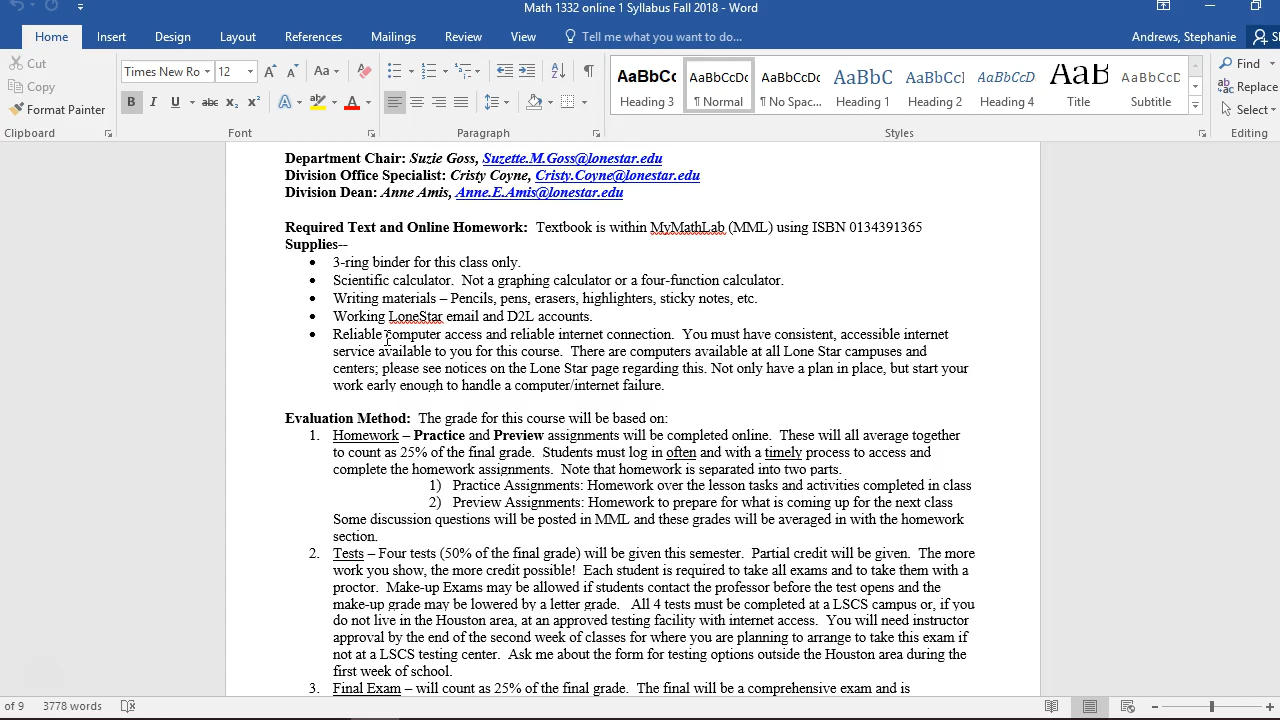 Math 1332 online 1 Syllabus Fall 2018 - Word
Home Insert Design Layout References Mailings Review View Tell me what you want to do... Andrews, Stephanie
Cut
Copy
Format Painter
Clipboard
Times New Ro 12
Font
Paragraph
AaBbCc AaBbCcDc AaBbCcDc AaBbC AaBbCcI AaBbCcD AaB AaBbCcD
Heading 3 ¶ Normal ¶ No Spac... Heading 1 Heading 2 Heading 4 Title Subtitle
Styles
Find
Replace
Select
Editing
Department Chair: Suzie Goss, Suzette.M.Goss@lonestar.edu
Division Office Specialist: Cristy Coyne, Cristy.Coyne@lonestar.edu
Division Dean: Anne Amis, Anne.E.Amis@lonestar.edu
Required Text and Online Homework: Textbook is within MyMathLab (MML) using ISBN 0134391365
Supplies--
• 3-ring binder for this class only.
• Scientific calculator. Not a graphing calculator or a four-function calculator.
• Writing materials – Pencils, pens, erasers, highlighters, sticky notes, etc.
• Working LoneStar email and D2L accounts.
• Reliable computer access and reliable internet connection. You must have consistent, accessible internet
service available to you for this course. There are computers available at all Lone Star campuses and
centers; please see notices on the Lone Star page regarding this. Not only have a plan in place, but start your
work early enough to handle a computer/internet failure.
Evaluation Method: The grade for this course will be based on:
1. Homework – Practice and Preview assignments will be completed online. These will all average together
to count as 25% of the final grade. Students must log in often and with a timely process to access and
complete the homework assignments. Note that homework is separated into two parts.
1) Practice Assignments: Homework over the lesson tasks and activities completed in class
2) Preview Assignments: Homework to prepare for what is coming up for the next class
Some discussion questions will be posted in MML and these grades will be averaged in with the homework
section.
2. Tests – Four tests (50% of the final grade) will be given this semester. Partial credit will be given. The more
work you show, the more credit possible! Each student is required to take all exams and to take them with a
proctor. Make-up Exams may be allowed if students contact the professor before the test opens and the
make-up grade may be lowered by a letter grade. All 4 tests must be completed at a LSCS campus or, if you
do not live in the Houston area, at an approved testing facility with internet access. You will need instructor
approval by the end of the second week of classes for where you are planning to arrange to take this exam if
not at a LSCS testing center. Ask me about the form for testing options outside the Houston area during the
first week of school.
3. Final Exam – will count as 25% of the final grade. The final will be a comprehensive exam and is
of 9 3778 words